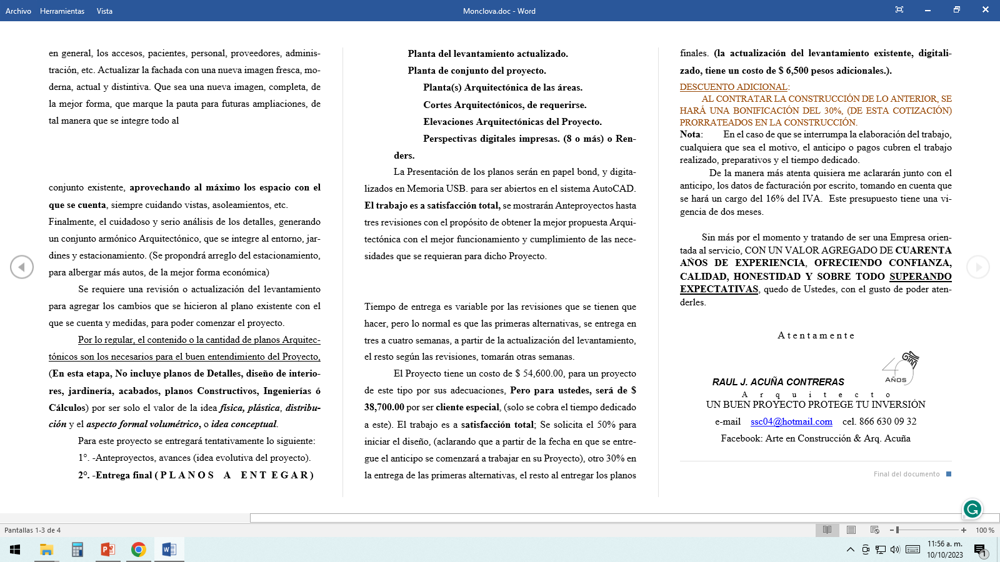 Archivo Herramientas Vista
Monclova.doc - Word
en general, los accesos, pacientes, personal, proveedores, adminis-
tración, etc. Actualizar la fachada con una nueva imagen fresca, mo-
derna, actual y distintiva. Que sea una nueva imagen, completa, de
la mejor forma, que marque la pauta para futuras ampliaciones, de
tal manera que se integre todo al
conjunto existente, aprovechando al máximo los espacio con el
que se cuenta, siempre cuidando vistas, asoleamientos, etc.
Finalmente, el cuidadoso y serio análisis de los detalles, generando
un conjunto armónico Arquitectónico, que se integre al entorno, jar-
dines y estacionamiento. (Se propondrá arreglo del estacionamiento,
para albergar más autos, de la mejor forma económica)
Se requiere una revisión o actualización del levantamiento
para agregar los cambios que se hicieron al plano existente con el
que se cuenta y medidas, para poder comenzar el proyecto.
Por lo regular, el contenido o la cantidad de planos Arquitec-
tónicos son los necesarios para el buen entendimiento del Proyecto,
(En esta etapa, No incluye planos de Detalles, diseño de interio-
res, jardinería, acabados, planos Constructivos, Ingenierías ó
Cálculos) por ser solo el valor de la idea física, plástica, distribu-
ción y el aspecto formal volumétrico, o idea conceptual.
Para este proyecto se entregará tentativamente lo siguiente:
1°. -Anteproyectos, avances (idea evolutiva del proyecto).
2°. -Entrega final ( P L A N O S A E N T E G A R )
Planta del levantamiento actualizado.
Planta de conjunto del proyecto.
Planta(s) Arquitectónica de las áreas.
Cortes Arquitectónicos, de requerirse.
Elevaciones Arquitectónicas del Proyecto.
Perspectivas digitales impresas. (8 o más) o Ren-
ders.
La Presentación de los planos serán en papel bond, y digita-
lizados en Memoria USB. para ser abiertos en el sistema AutoCAD.
El trabajo es a satisfacción total, se mostrarán Anteproyectos hasta
tres revisiones con el propósito de obtener la mejor propuesta Arqui-
tectónica con el mejor funcionamiento y cumplimiento de las nece-
sidades que se requieran para dicho Proyecto.
Tiempo de entrega es variable por las revisiones que se tienen que
hacer, pero lo normal es que las primeras alternativas, se entrega en
tres a cuatro semanas, a partir de la actualización del levantamiento,
el resto según las revisiones, tomarán otras semanas.
El Proyecto tiene un costo de $ 54,600.00, para un proyecto
de este tipo por sus adecuaciones, Pero para ustedes, será de $
38,700.00 por ser cliente especial, (solo se cobra el tiempo dedicado
a este). El trabajo es a satisfacción total; Se solicita el 50% para
iniciar el diseño, (aclarando que a partir de la fecha en que se entre-
gue el anticipo se comenzará a trabajar en su Proyecto), otro 30% en
la entrega de las primeras alternativas, el resto al entregar los planos
finales. (la actualización del levantamiento existente, digitali-
zado, tiene un costo de $ 6,500 pesos adicionales.).
DESCUENTO ADICIONAL:
AL CONTRATAR LA CONSTRUCCIÓN DE LO ANTERIOR, SE
HARÁ UNA BONIFICACIÓN DEL 30%, (DE ESTA COTIZACIÓN)
PRORRATEADOS EN LA CONSTRUCCIÓN.
Nota: En el caso de que se interrumpa la elaboración del trabajo,
cualquiera que sea el motivo, el anticipo o pagos cubren el trabajo
realizado, preparativos y el tiempo dedicado.
De la manera más atenta quisiera me aclararán junto con el
anticipo, los datos de facturación por escrito, tomando en cuenta que
se hará un cargo del 16% del IVA. Este presupuesto tiene una vi-
gencia de dos meses.
Sin más por el momento y tratando de ser una Empresa orien-
tada al servicio, CON UN VALOR AGREGADO DE CUARENTA
AÑOS DE EXPERIENCIA, OFRECIENDO CONFIANZA,
CALIDAD, HONESTIDAD Y SOBRE TODO SUPERANDO
EXPECTATIVAS, quedo de Ustedes, con el gusto de poder aten-
derles.
A t e n t a m e n t e
40
AÑOS
RAUL J. ACUÑA CONTRERAS
A r q u i t e c t o
UN BUEN PROYECTO PROTEGE TU INVERSIÓN
e-mail ssc04@hotmail.com cel. 866 630 09 32
Facebook: Arte en Construcción & Arq. Acuña
Final del documento
Pantallas 1-3 de 4
100 %
11:56 a. m.
10/10/2023
1